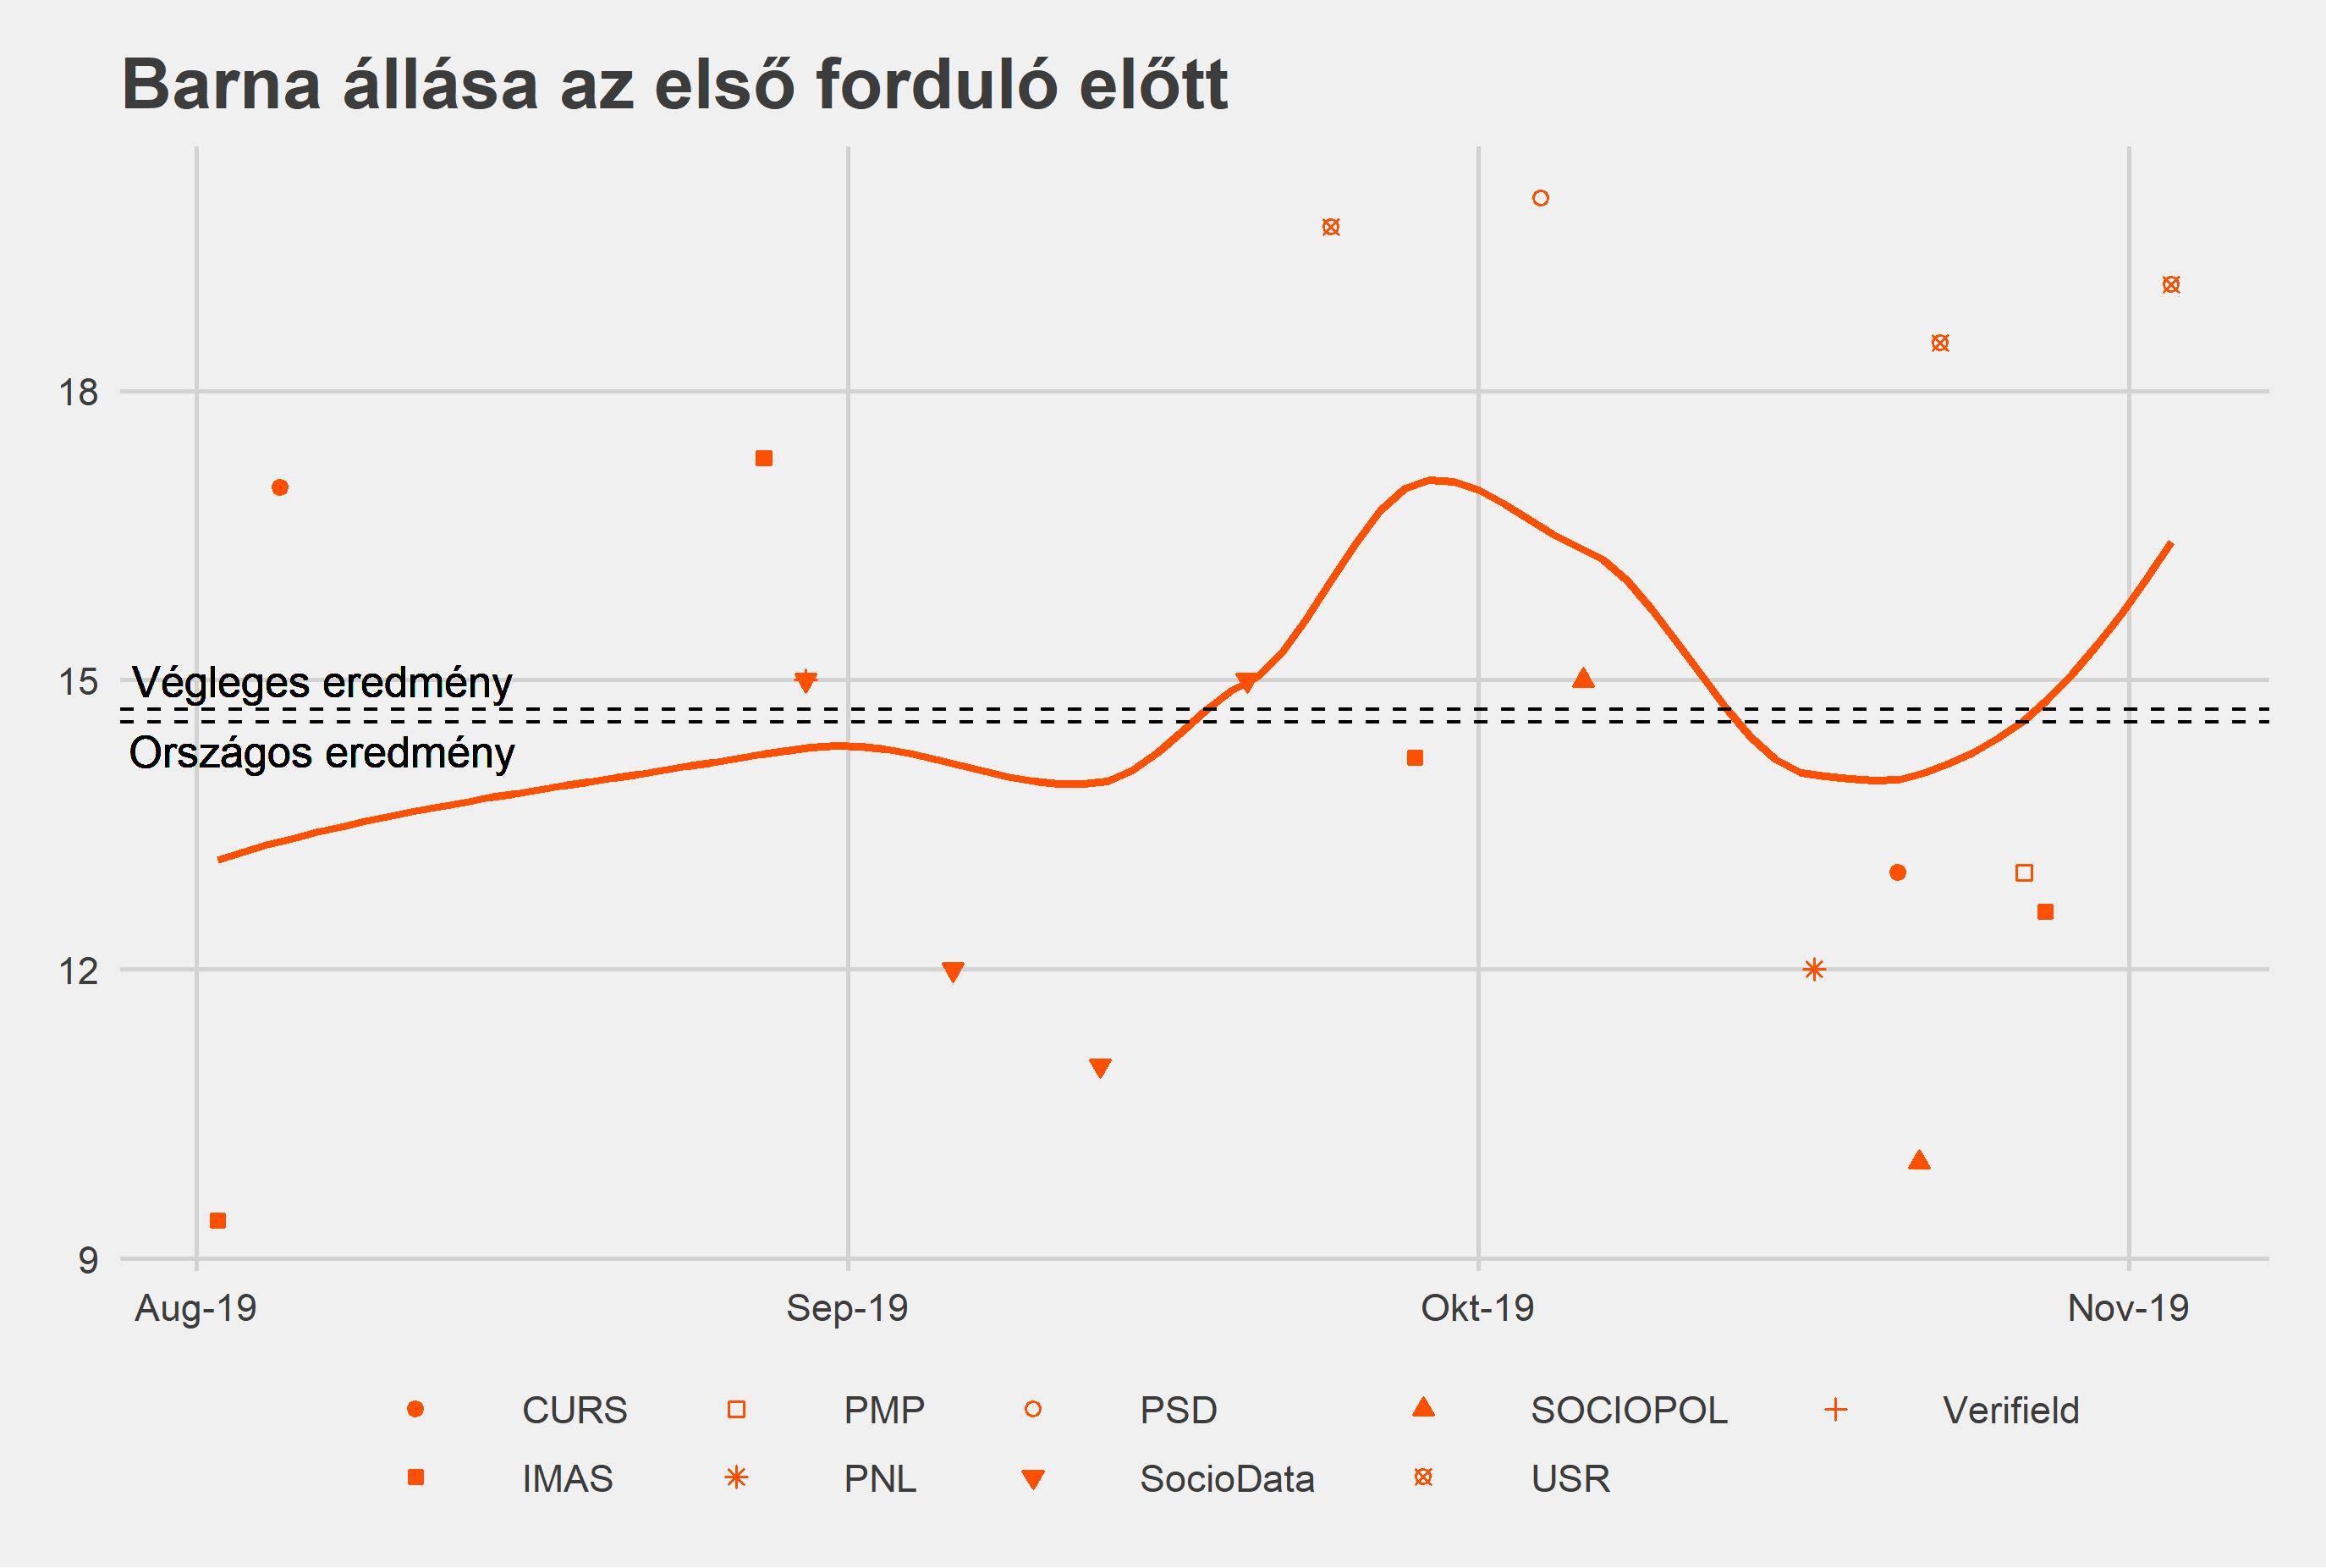 Barna állása az első forduló előtt
18
15
12
9
Végleges eredmény
Országos eredmény
Aug-19
Sep-19
Okt-19
Nov-19
CURS
PMP
PSD
SOCIOPOL
Verifield
IMAS
PNL
SocioData
USR